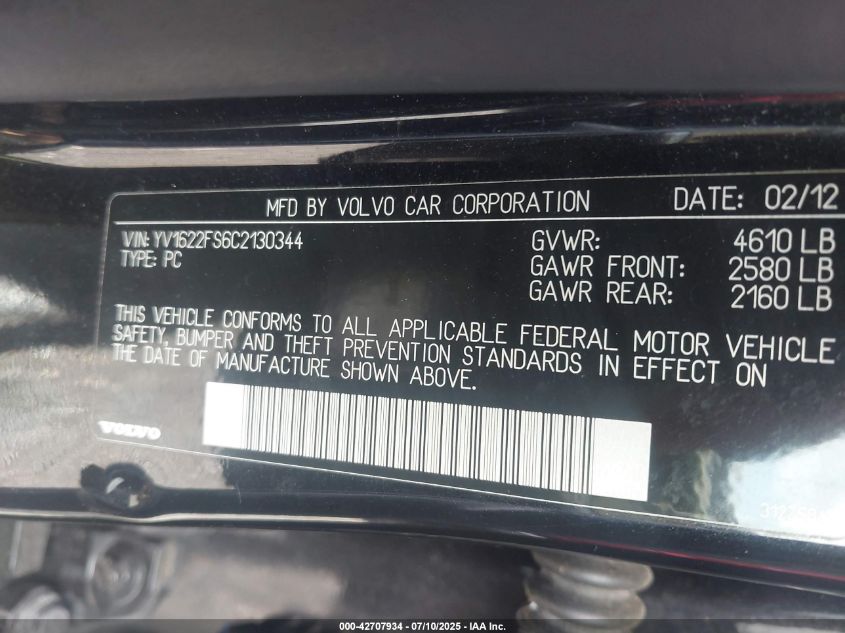 MFD BY VOLVO CAR CORPORATION DATE: 02/12
VIN: YV1622FS6C2130344 GVWR: 4610 LB
TYPE: PC GAWR FRONT: 2580 LB
GAWR REAR: 2160 LB
THIS VEHICLE CONFORMS TO ALL APPLICABLE FEDERAL MOTOR VEHICLE
SAFETY, BUMPER AND THEFT PREVENTION STANDARDS IN EFFECT ON
THE DATE OF MANUFACTURE SHOWN ABOVE.
VOLVO
000-42707934 - 07/10/2025 - IAA Inc.